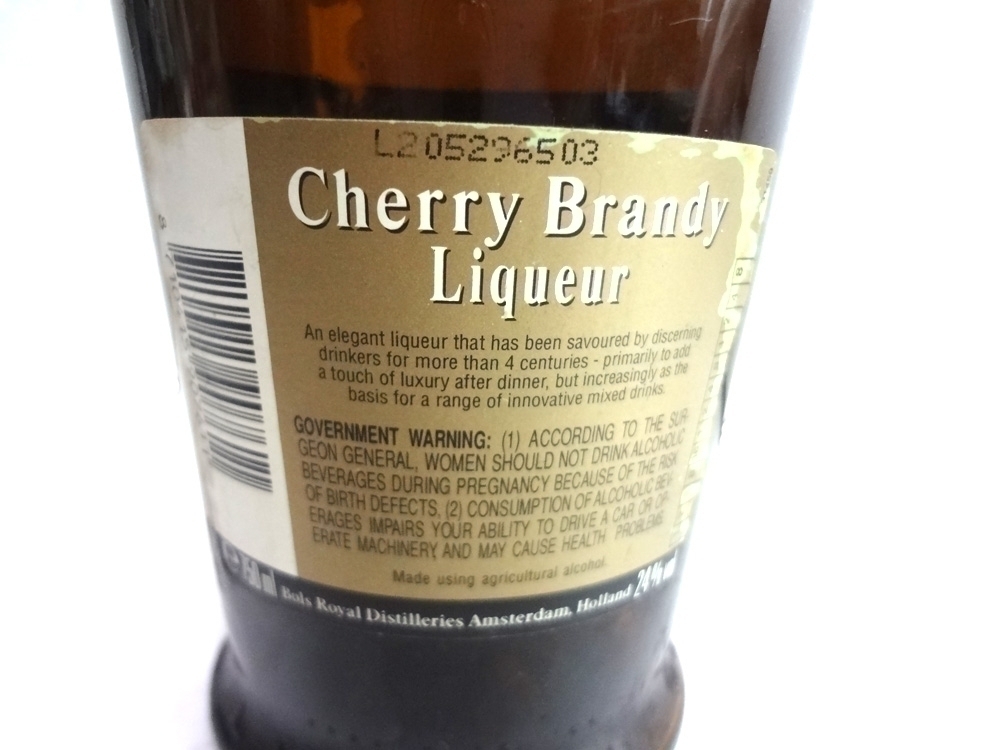 L205296503
Cherry Brandy
Liqueur
An elegant liqueur that has been savoured by discerning
drinkers for more than 4 centuries - primarily to add
a touch of luxury after dinner, but increasingly as the
basis for a range of innovative mixed drinks.
GOVERNMENT WARNING: (1) ACCORDING TO THE SUR-
GEON GENERAL, WOMEN SHOULD NOT DRINK ALCOHOLIC
BEVERAGES DURING PREGNANCY BECAUSE OF THE RISK
OF BIRTH DEFECTS. (2) CONSUMPTION OF ALCOHOLIC BEV-
ERAGES IMPAIRS YOUR ABILITY TO DRIVE A CAR OR OP-
ERATE MACHINERY, AND MAY CAUSE HEALTH PROBLEMS.
Made using agricultural alcohol.
Bols Royal Distilleries Amsterdam, Holland 24%